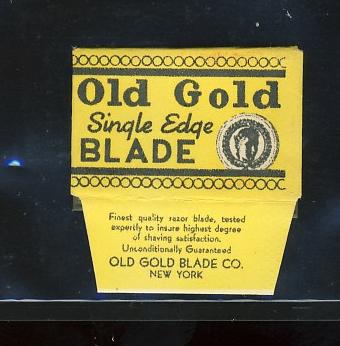 Old Gold
Single Edge
BLADE
Finest quality razor blade, tested
expertly to insure highest degree
of shaving satisfaction.
Unconditionally Guaranteed
OLD GOLD BLADE CO.
NEW YORK